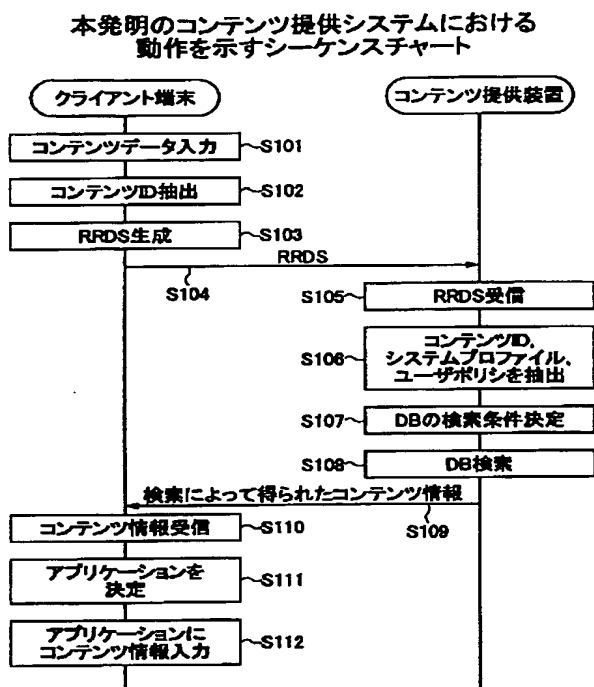 本発明のコンテンツ提供システムにおける
動作を示すシーケンスチャート
クライアント端末
コンテンツ提供装置
コンテンツデータ入力
S101
コンテンツID抽出
S102
RRDS生成
S103
RRDS
S104
S105
RRDS受信
S106
コンテンツID、
システムプロファイル、
ユーザポリシを抽出
S107
DBの検索条件決定
S108
DB検索
検索によって得られたコンテンツ情報
S109
コンテンツ情報受信
S110
アプリケーションを
決定
S111
アプリケーションに
コンテンツ情報入力
S112